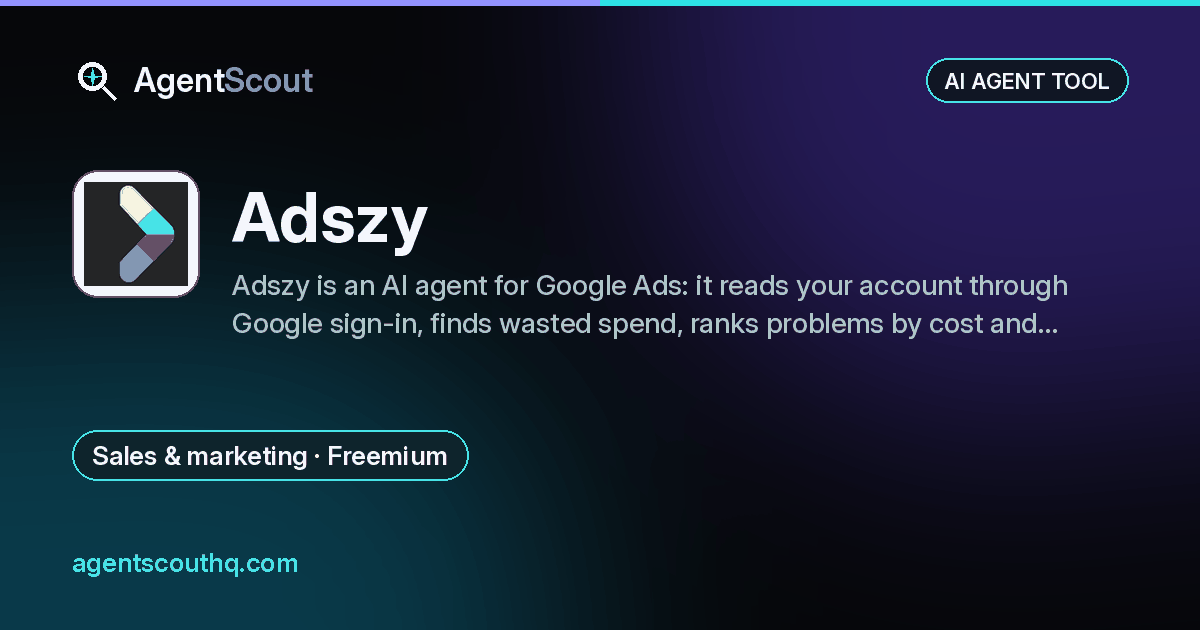 AgentScout
AI AGENT TOOL
Adszy
Adszy is an AI agent for Google Ads: it reads your account through
Google sign-in, finds wasted spend, ranks problems by cost and...
Sales & marketing · Freemium
agentscouthq.com